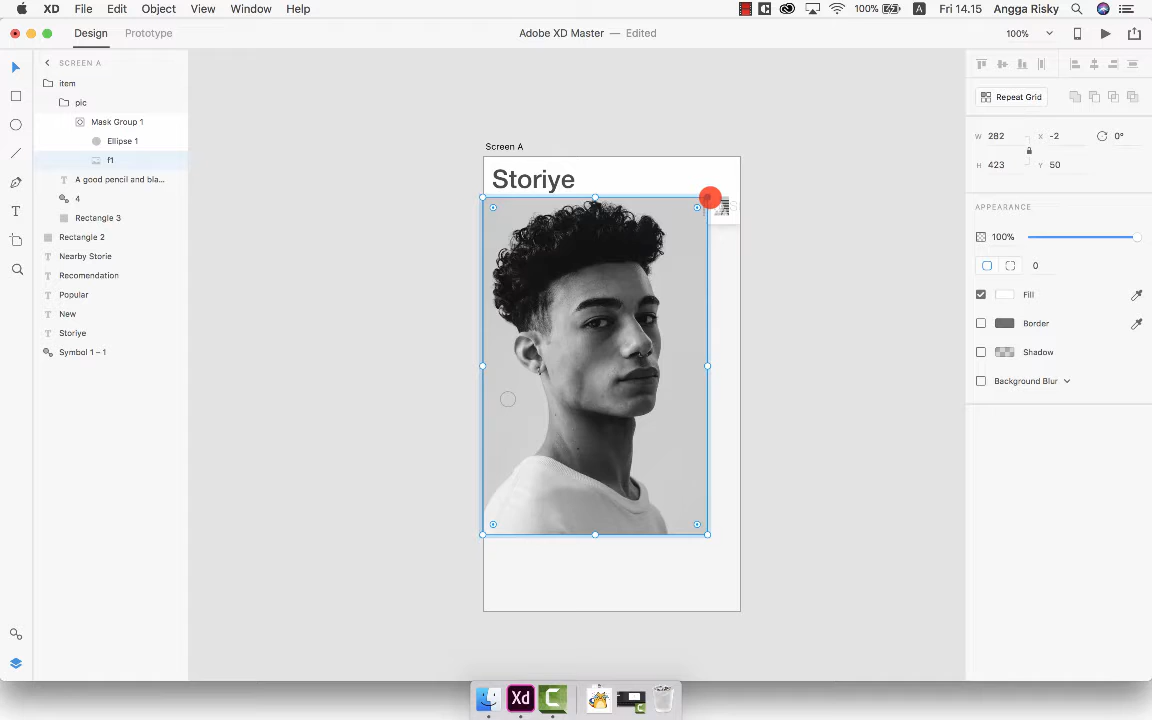 XD File Edit Object View Window Help 100% A Fri 14.15 Angga Risky
Design Prototype Adobe XD Master — Edited 100%
SCREEN A
item
pic
Mask Group 1
Ellipse 1
f1
A good pencil and bla...
4
Rectangle 3
Rectangle 2
Nearby Storie
Recomendation
Popular
New
Storiye
Symbol 1 – 1
T
Screen A
Storiye
Repeat Grid
W 282 X -2 0°
H 423 Y 50
APPEARANCE
100%
0
Fill
Border
Shadow
Background Blur
Xd C